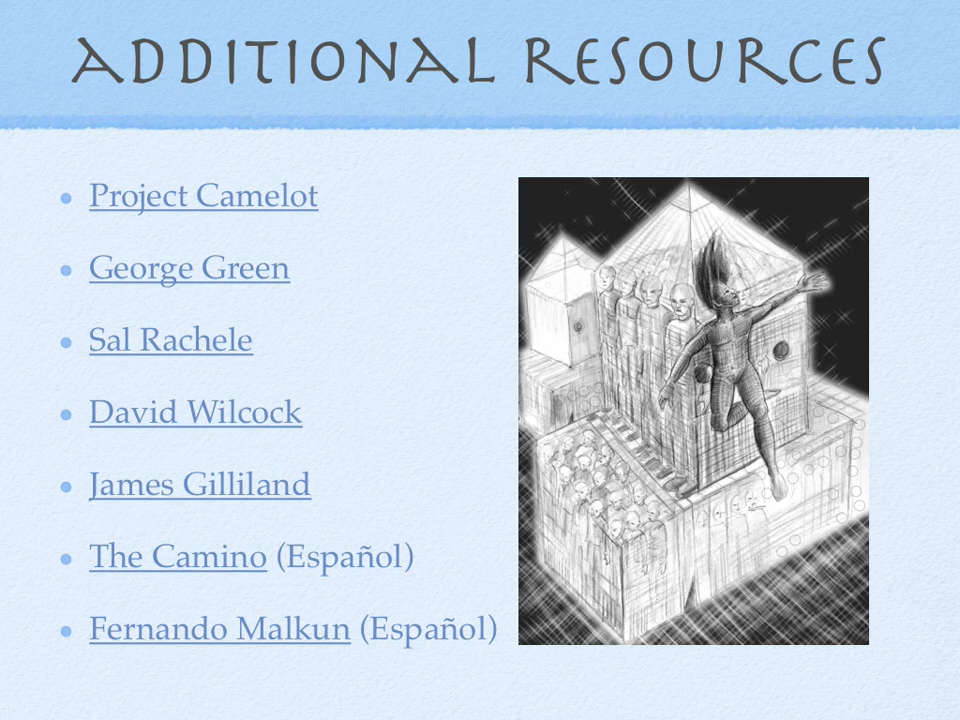 ADDITIONAL RESOURCES
• Project Camelot
• George Green
• Sal Rachele
• David Wilcock
• James Gilliland
• The Camino (Español)
• Fernando Malkun (Español)